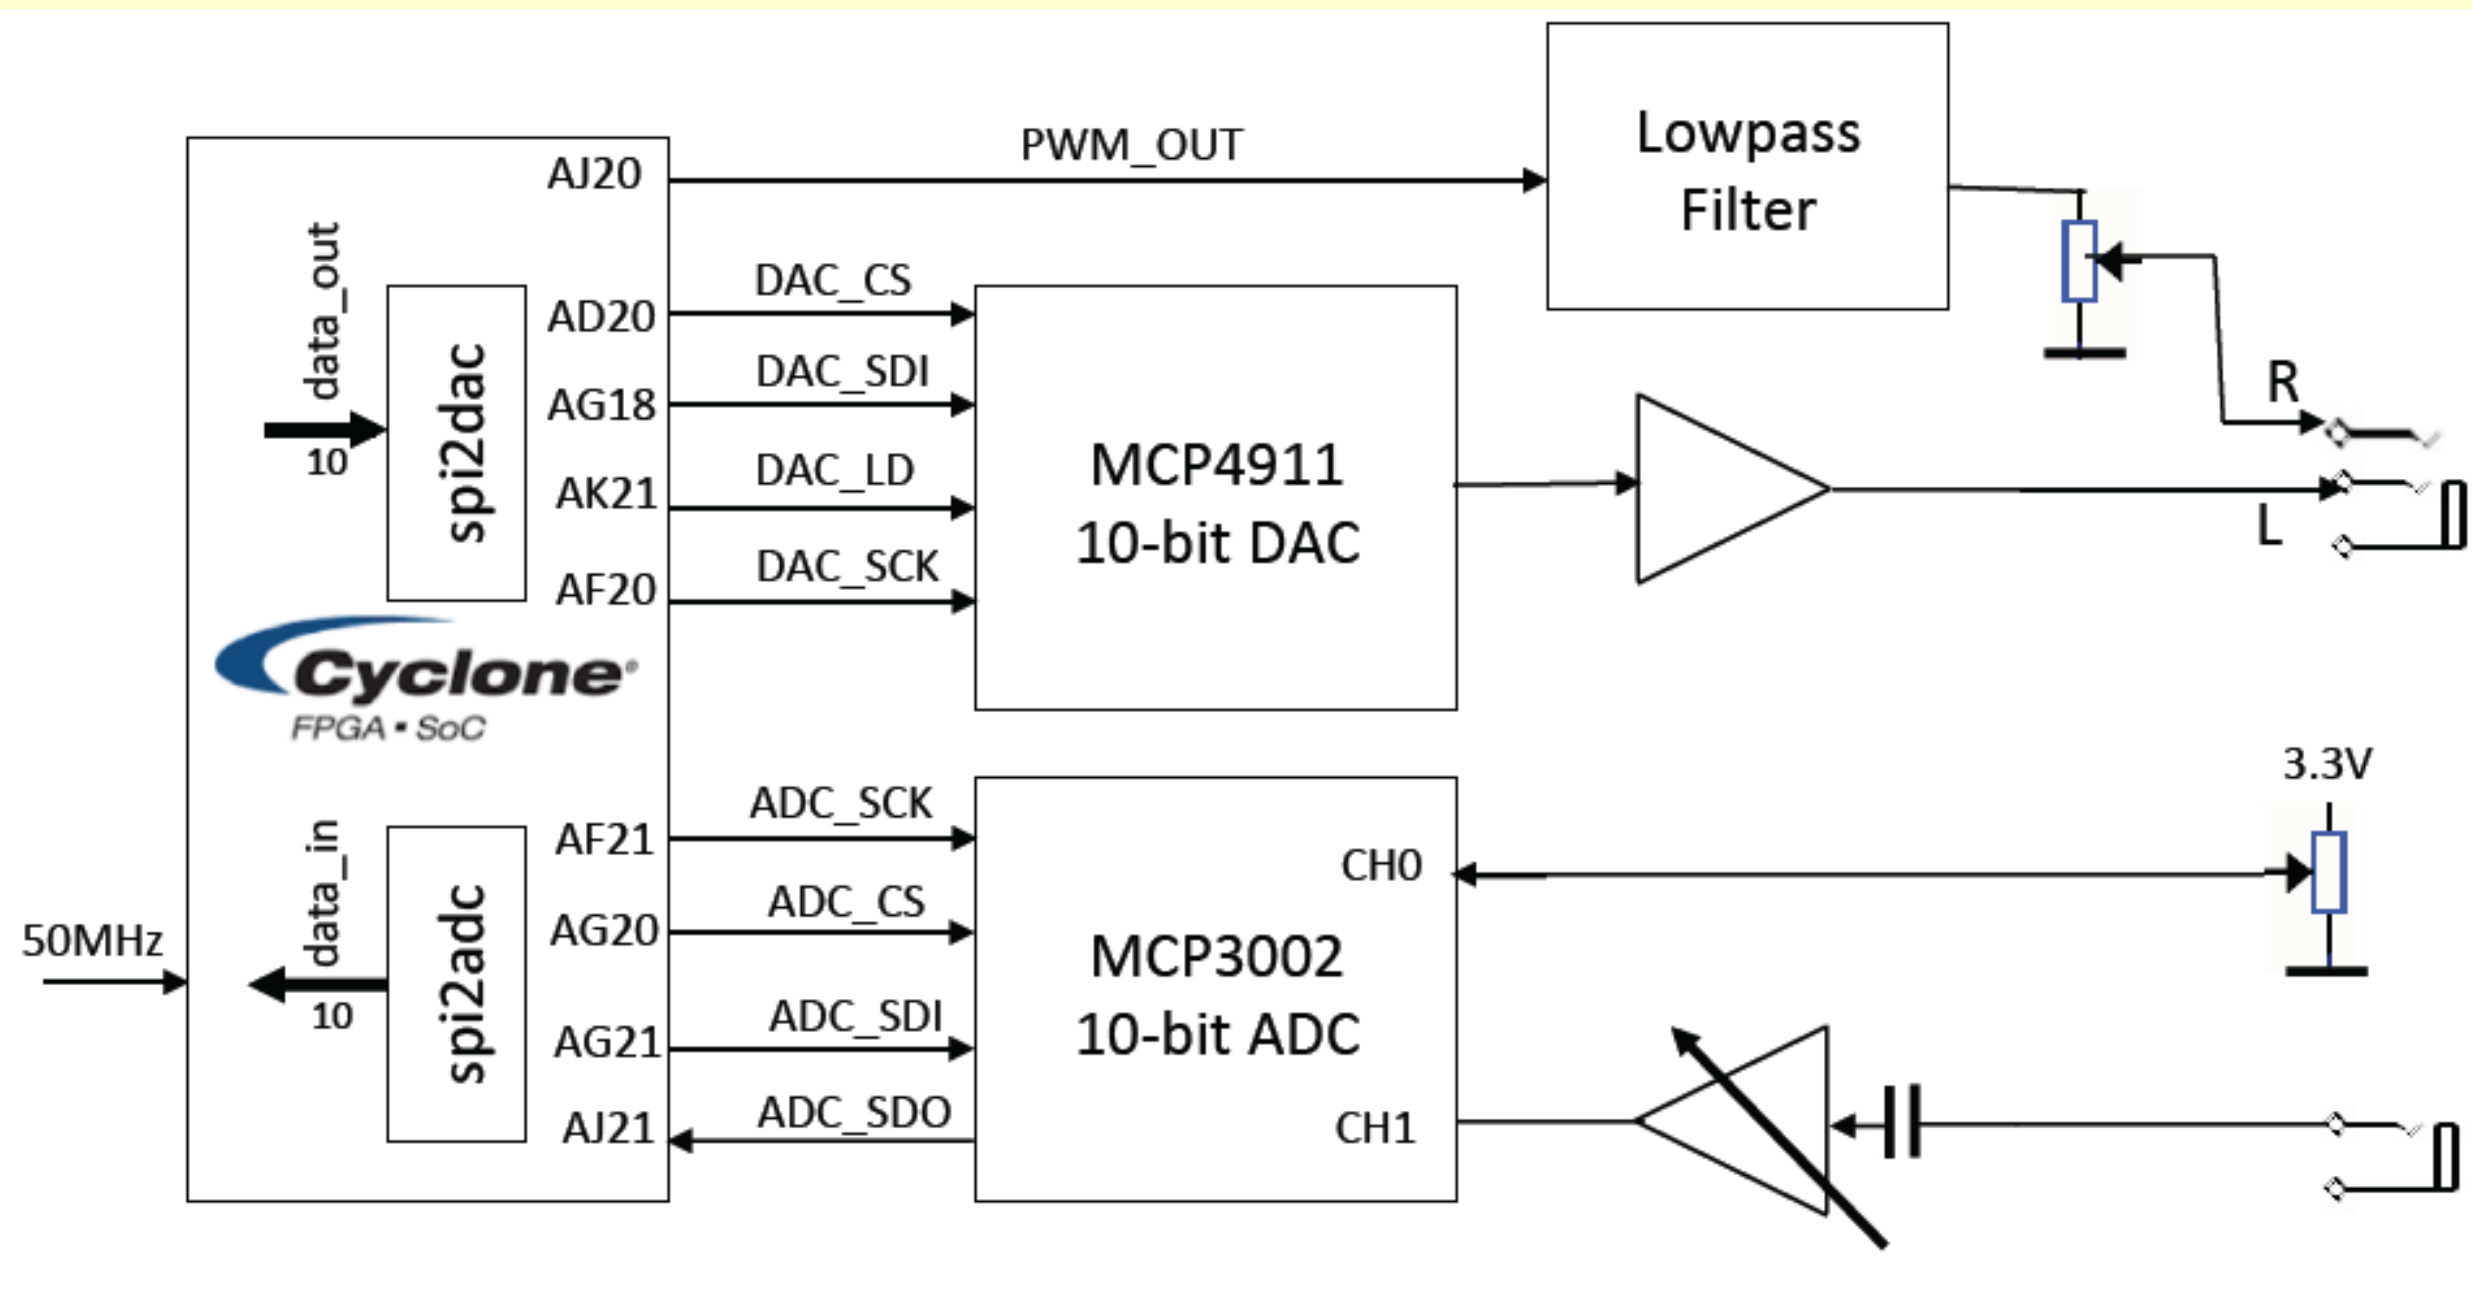 PWM_OUT
Lowpass
Filter
AJ20
data_out
10
spi2dac
AD20
DAC_CS
AG18
DAC_SDI
AK21
DAC_LD
AF20
DAC_SCK
MCP4911
10-bit DAC
R
L
Cyclone®
FPGA ▪ SoC
50MHz
data_in
10
spi2adc
AF21
ADC_SCK
AG20
ADC_CS
AG21
ADC_SDI
AJ21
ADC_SDO
MCP3002
10-bit ADC
CH0
CH1
3.3V